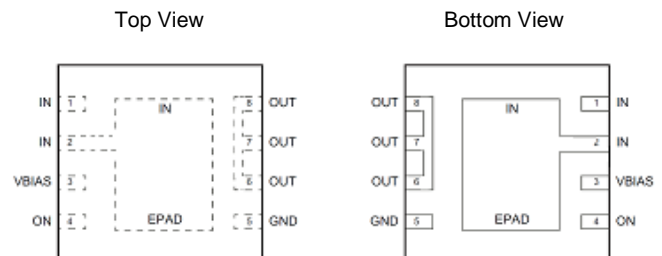 Top View Bottom View
IN 1 IN 8 OUT OUT 8 IN 1 IN
IN 2 7 OUT OUT 7 2 IN
VBIAS 3 6 OUT OUT 6 3 VBIAS
ON 4 EPAD 5 GND GND 5 EPAD 4 ON